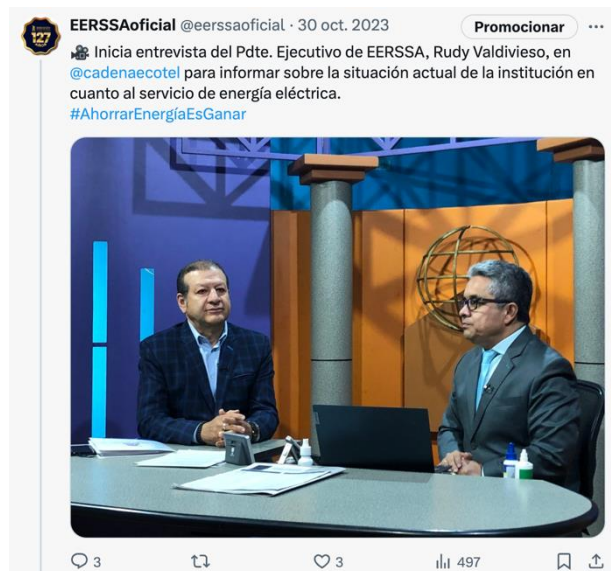 127
EERSSAoficial @eerssaoficial · 30 oct. 2023
Promocionar
Inicia entrevista del Pdte. Ejecutivo de EERSSA, Rudy Valdivieso, en
@cadenaecotel para informar sobre la situación actual de la institución en
cuanto al servicio de energía eléctrica.
#AhorrarEnergíaEsGanar
3
3
497